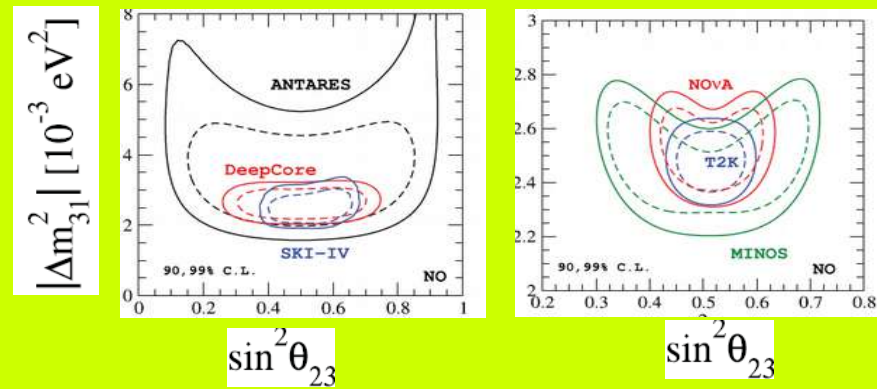 |Δm²₃₁| [10⁻³ eV²]
8
6
4
2
0
ANTARES
DeepCore
SKI-IV
90,99% C.L.
NO
0 0.2 0.4 0.6 0.8 1
sin²θ₂₃
3
2.8
2.6
2.4
2.2
2
NOνA
T2K
MINOS
90,99% C.L.
NO
0.2 0.3 0.4 0.5 0.6 0.7 0.8
sin²θ₂₃